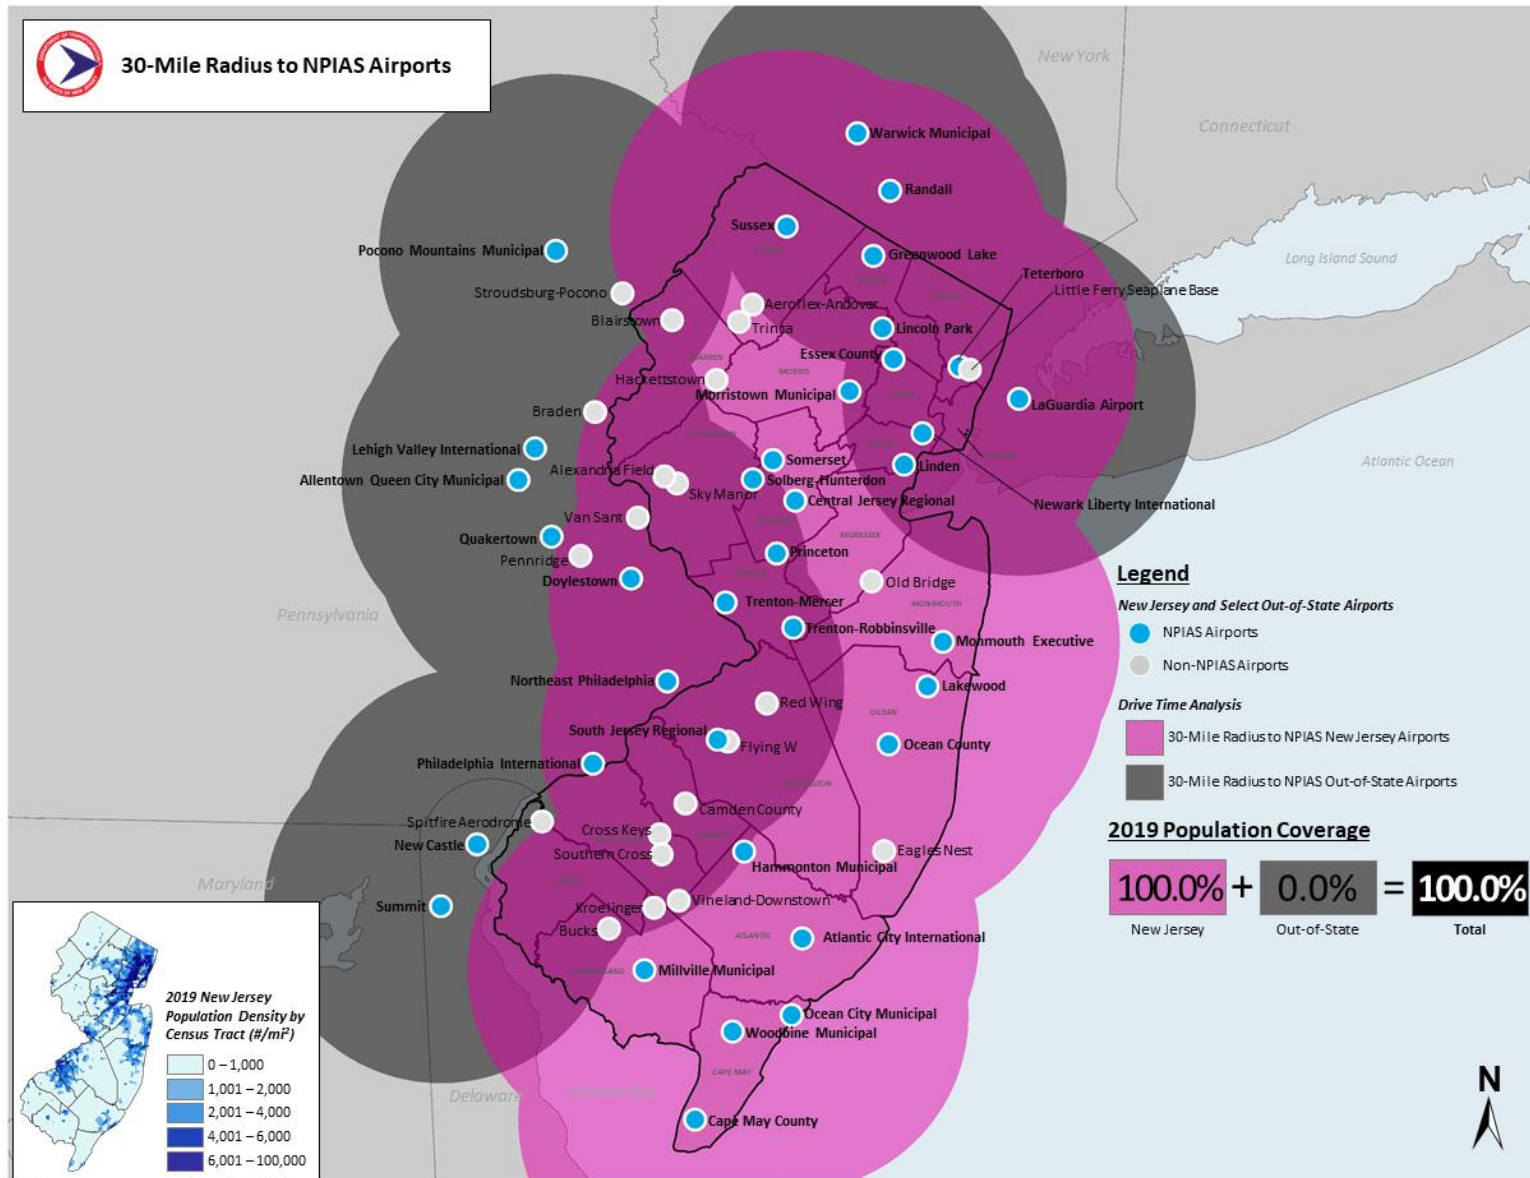 30-Mile Radius to NPIAS Airports
New York
Connecticut
Warwick Municipal
Randall
Sussex
Pocono Mountains Municipal
Greenwood Lake
Long Island Sound
Teterboro
Little Ferry Seaplane Base
Stroudsburg-Pocono
Aeroflex-Andover
Blairstown
Trinca
Lincoln Park
Essex County
WARREN
MORRIS
Hackettstown
Morristown Municipal
LaGuardia Airport
Braden
Lehigh Valley International
Somerset
Linden
Atlantic Ocean
Alexandria Field
Allentown Queen City Municipal
Solberg-Hunterdon
Sky Manor
Central Jersey Regional
Newark Liberty International
Van Sant
Quakertown
MIDDLESEX
Princeton
Pennridge
Doylestown
Old Bridge
Legend
Trenton-Mercer
MONMOUTH
New Jersey and Select Out-of-State Airports
Pennsylvania
Trenton-Robbinsville
NPIAS Airports
Monmouth Executive
Non-NPIAS Airports
Northeast Philadelphia
Lakewood
Red Wing
Drive Time Analysis
OCEAN
South Jersey Regional
30-Mile Radius to NPIAS New Jersey Airports
Flying W
Ocean County
Philadelphia International
30-Mile Radius to NPIAS Out-of-State Airports
Camden County
Spitfire Aerodrome
Cross Keys
2019 Population Coverage
New Castle
Southern Cross
Hammonton Municipal
Eagles Nest
100.0% + 0.0% = 100.0%
Maryland
Summit
Kroelinger
Vineland-Downstown
New Jersey
Out-of-State
Total
Bucks
ATLANTIC
Atlantic City International
Millville Municipal
2019 New Jersey
Population Density by
Census Tract (#/mi²)
Ocean City Municipal
Woodbine Municipal
0 – 1,000
CAPE MAY
1,001 – 2,000
Delaware
2,001 – 4,000
Cape May County
4,001 – 6,000
6,001 – 100,000
N